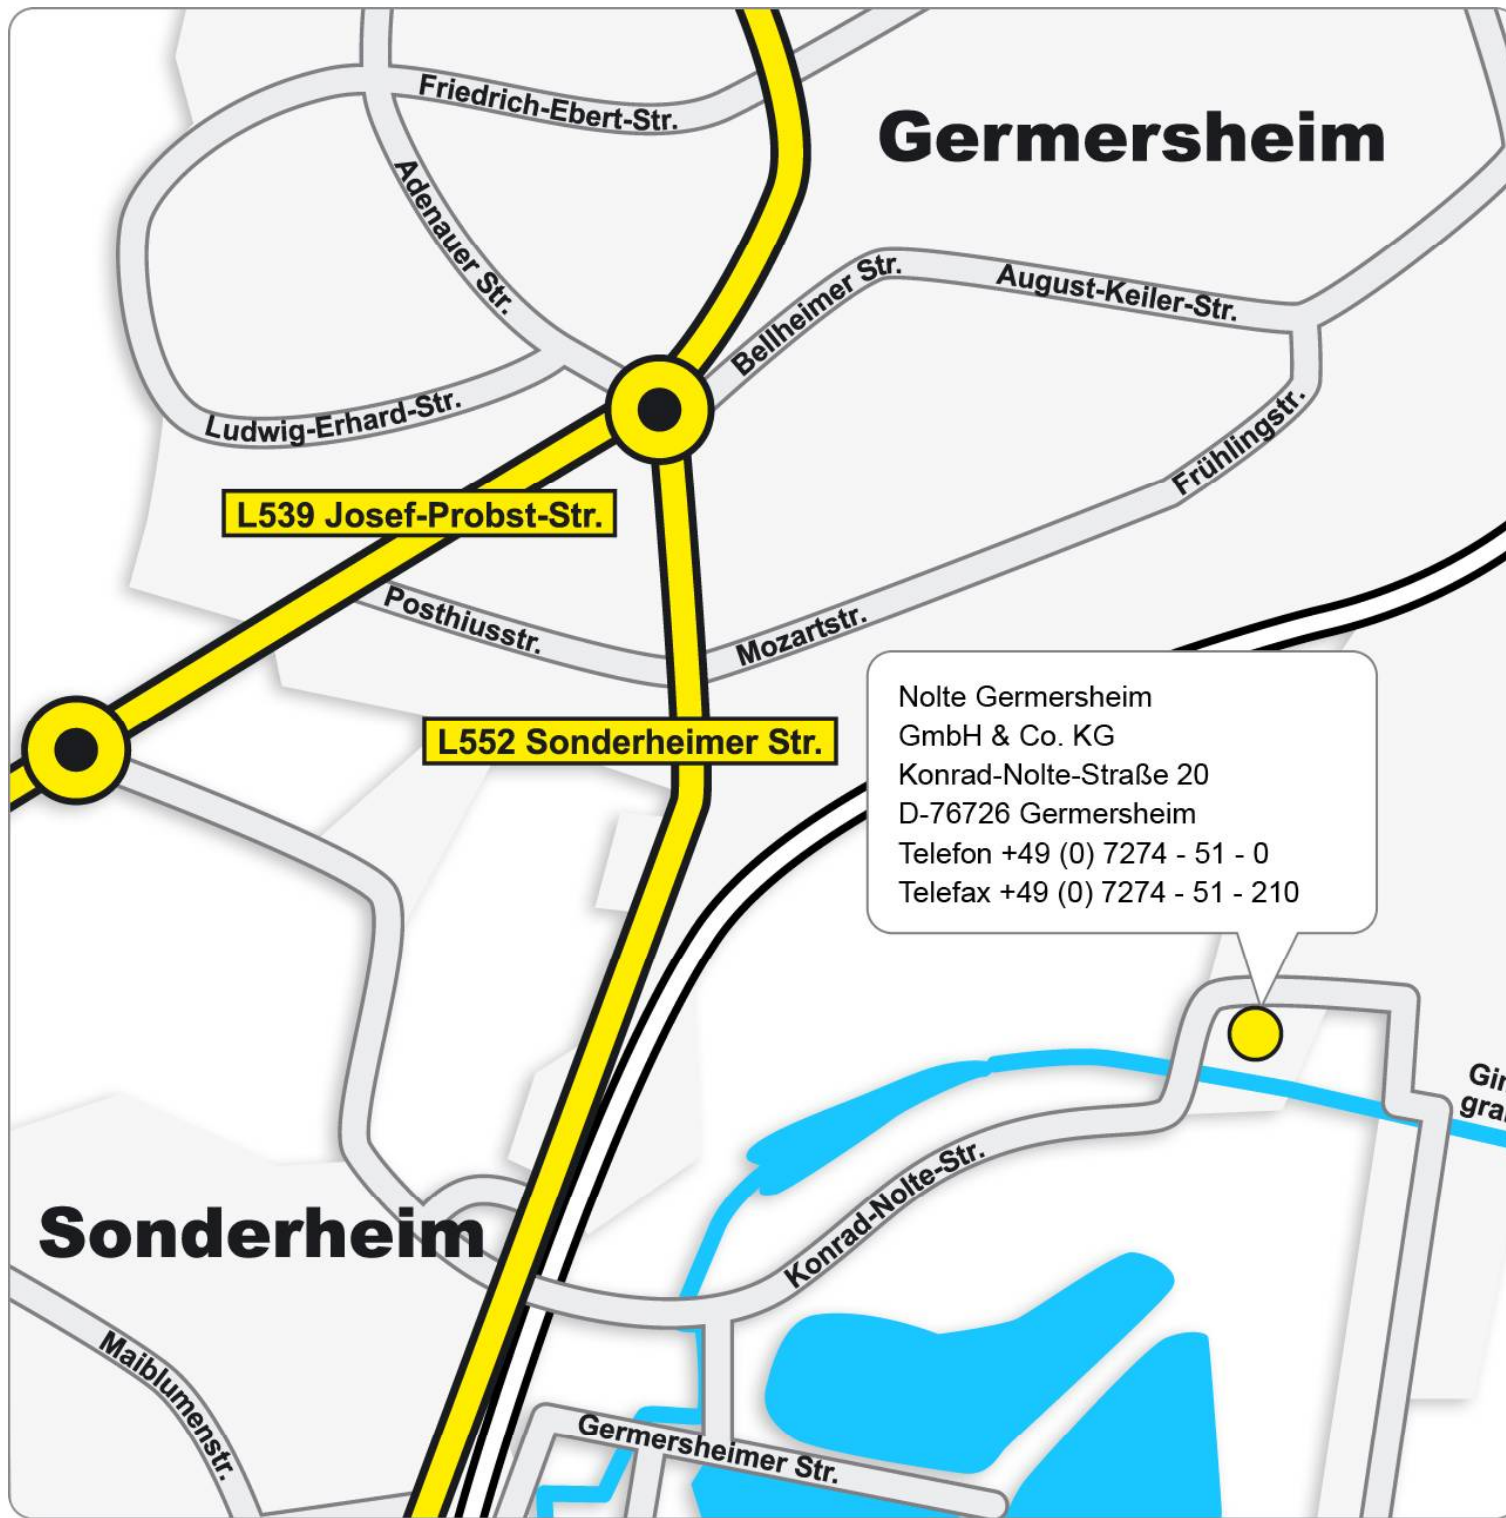 Friedrich-Ebert-Str.
Germersheim
Adenauer Str.
Bellheimer Str.
August-Keiler-Str.
Ludwig-Erhard-Str.
Frühlingstr.
L539 Josef-Probst-Str.
Posthiusstr.
Mozartstr.
L552 Sonderheimer Str.
Nolte Germersheim
GmbH & Co. KG
Konrad-Nolte-Straße 20
D-76726 Germersheim
Telefon +49 (0) 7274 - 51 - 0
Telefax +49 (0) 7274 - 51 - 210
Konrad-Nolte-Str.
Sonderheim
Maiblumenstr.
Germersheimer Str.